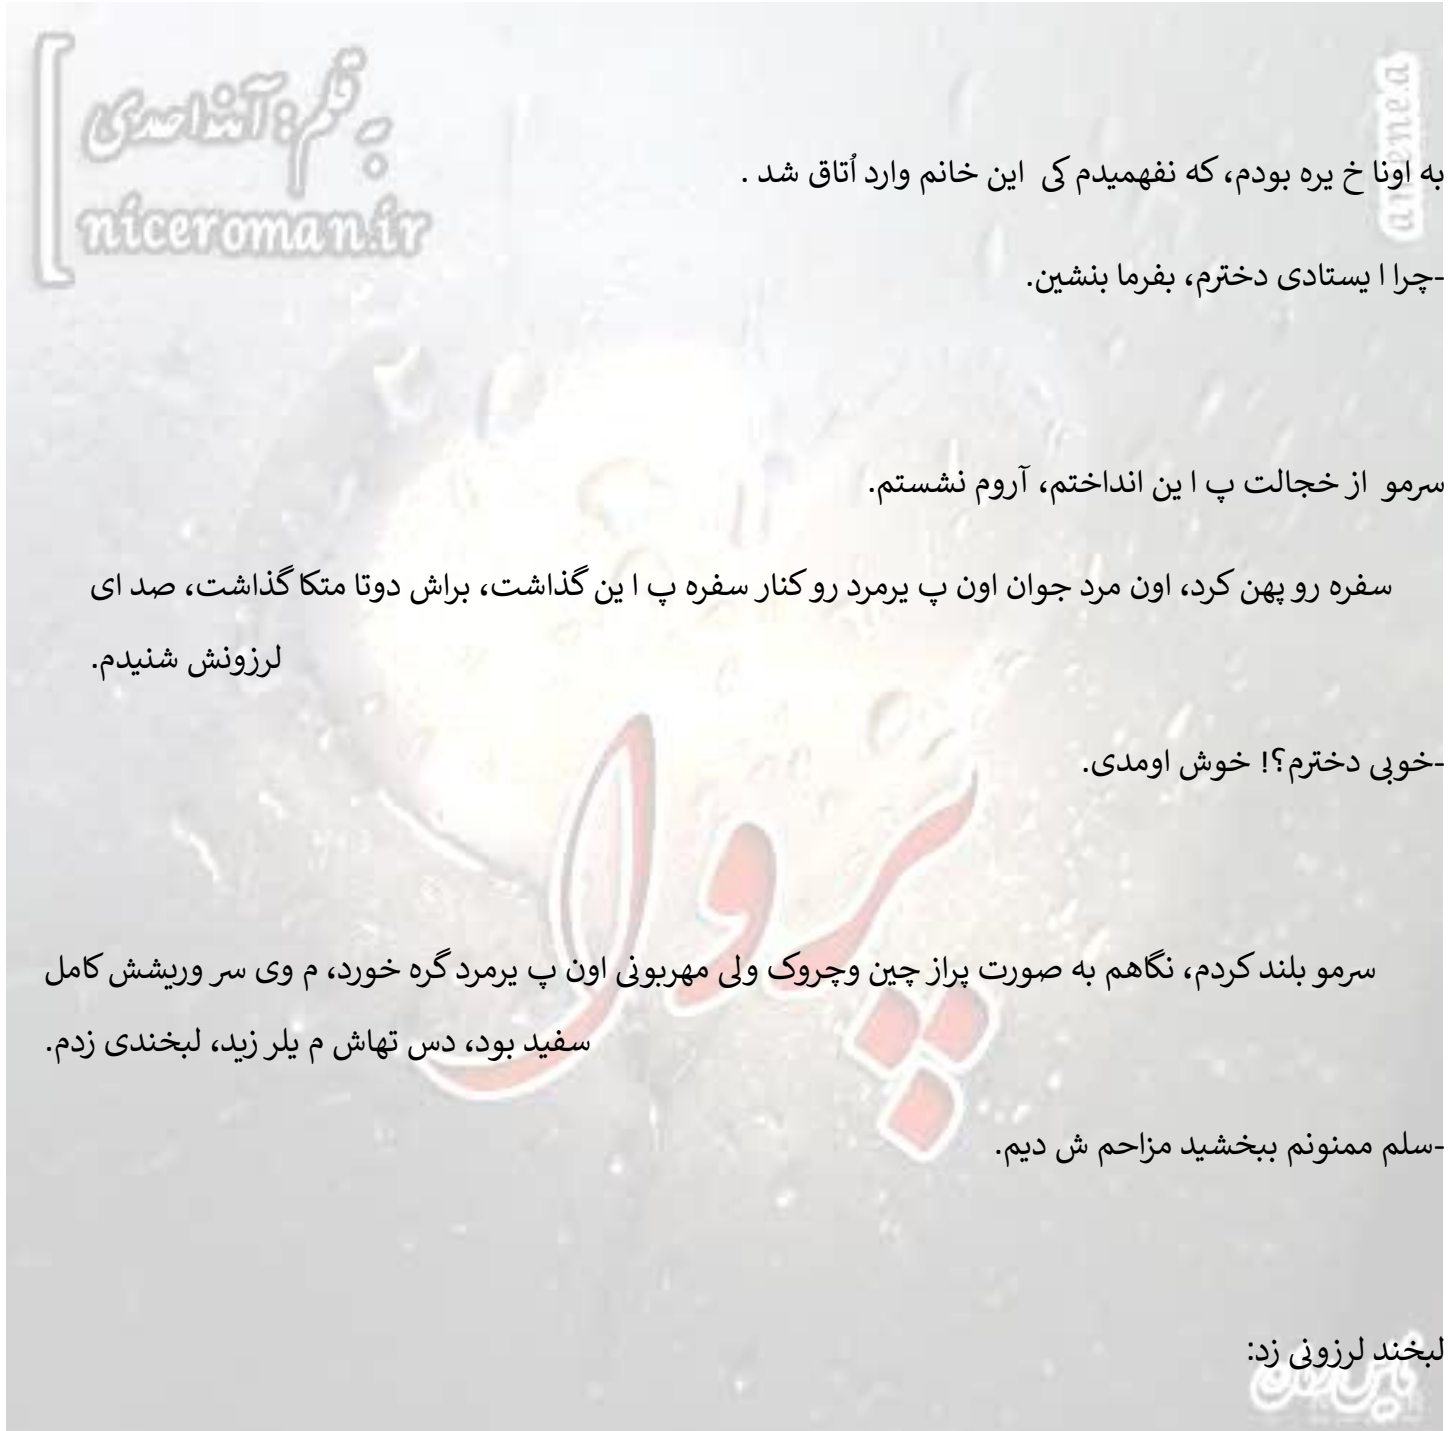 به قلم: آمنه احمدی
niceroman.ir
amene.a
به اونا خ یره بودم، که نفهمیدم کی این خانم وارد اُتاق شد .
-چرا ا یستادی دخترم، بفرما بنشین.
سرمو از خجالت پ ا ین انداختم، آروم نشستم.
سفره رو پهن کرد، اون مرد جوان اون پ یرمرد رو کنار سفره پ ا ین گذاشت، براش دوتا متکا گذاشت، صد ای
لرزونش شنیدم.
-خوبی دخترم؟! خوش اومدی.
سرمو بلند کردم، نگاهم به صورت پراز چین وچروک ولی مهربونی اون پ یرمرد گره خورد، م وی سر وریشش کامل
سفید بود، دس تهاش م یلر زید، لبخندی زدم.
پروا
-سلم ممنونم ببخشید مزاحم ش دیم.
لبخند لرزونی زد: